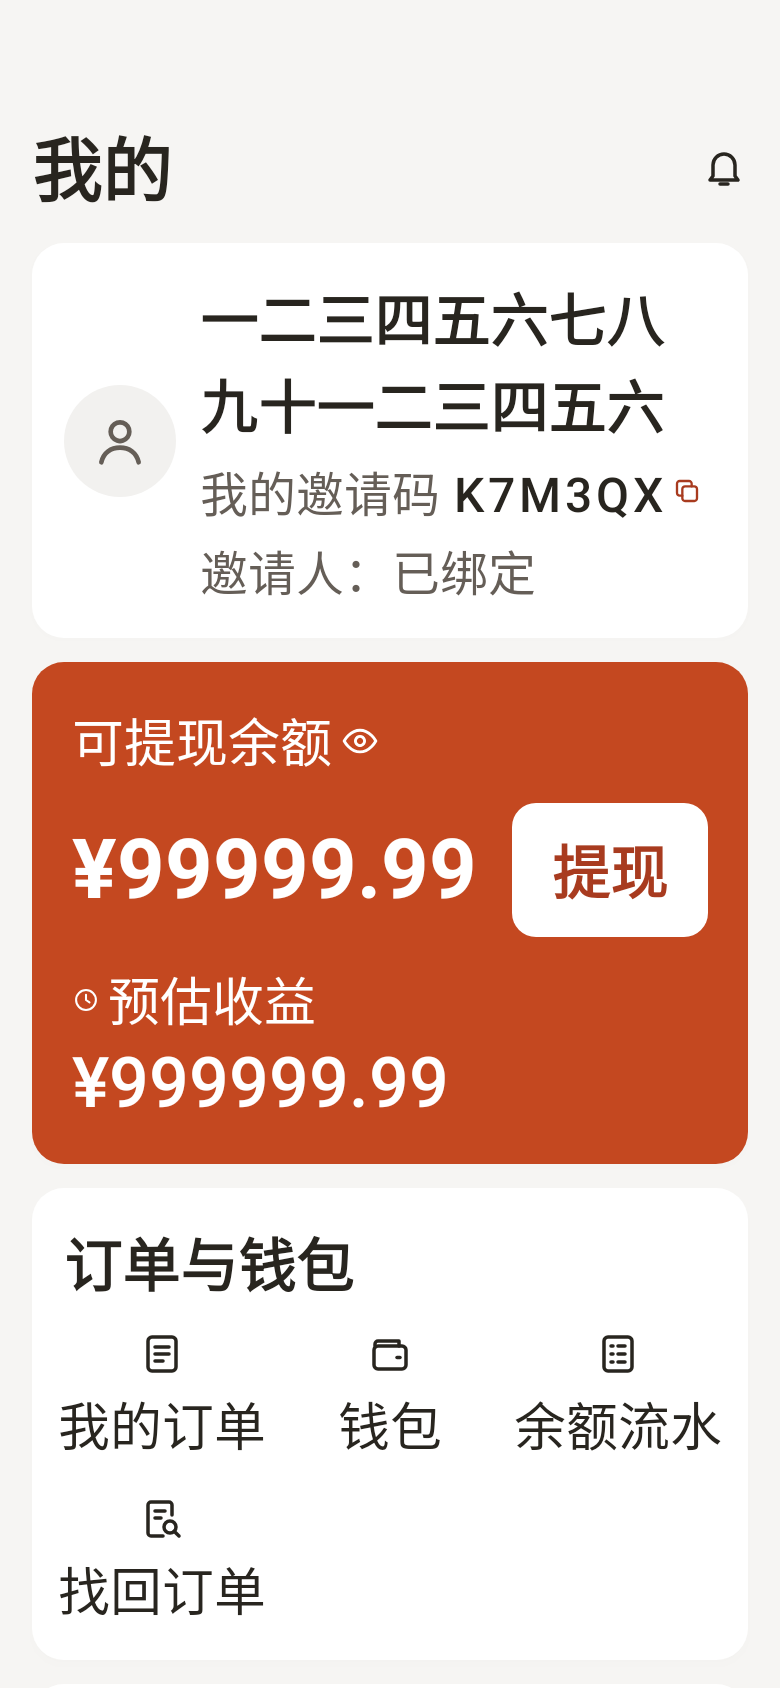 我的
一二三四五六七八
九十一二三四五六
我的邀请码 K7M3QX
邀请人：已绑定
可提现余额
¥99999.99
提现
预估收益
¥999999.99
订单与钱包
我的订单 钱包 余额流水
找回订单